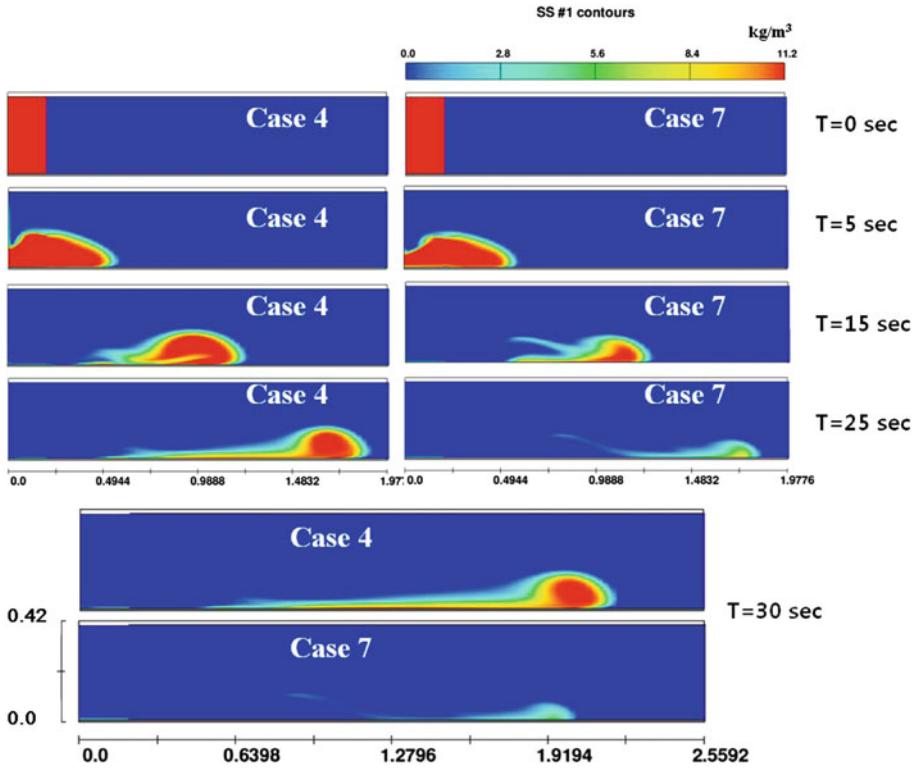 SS #1 contours
kg/m³
0.0 2.8 5.6 8.4 11.2
Case 4 Case 7 T=0 sec
Case 4 Case 7 T=5 sec
Case 4 Case 7 T=15 sec
Case 4 Case 7 T=25 sec
0.0 0.4944 0.9888 1.4832 1.97 0.0 0.4944 0.9888 1.4832 1.9776
Case 4
T=30 sec
0.42
Case 7
0.0
0.0 0.6398 1.2796 1.9194 2.5592